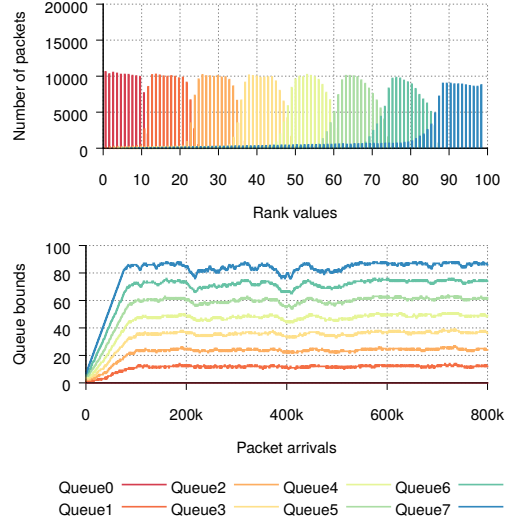 20000
15000
10000
5000
0
Number of packets
0 10 20 30 40 50 60 70 80 90 100
Rank values
100
80
60
40
20
0
Queue bounds
0 200k 400k 600k 800k
Packet arrivals
Queue0 Queue2 Queue4 Queue6
Queue1 Queue3 Queue5 Queue7